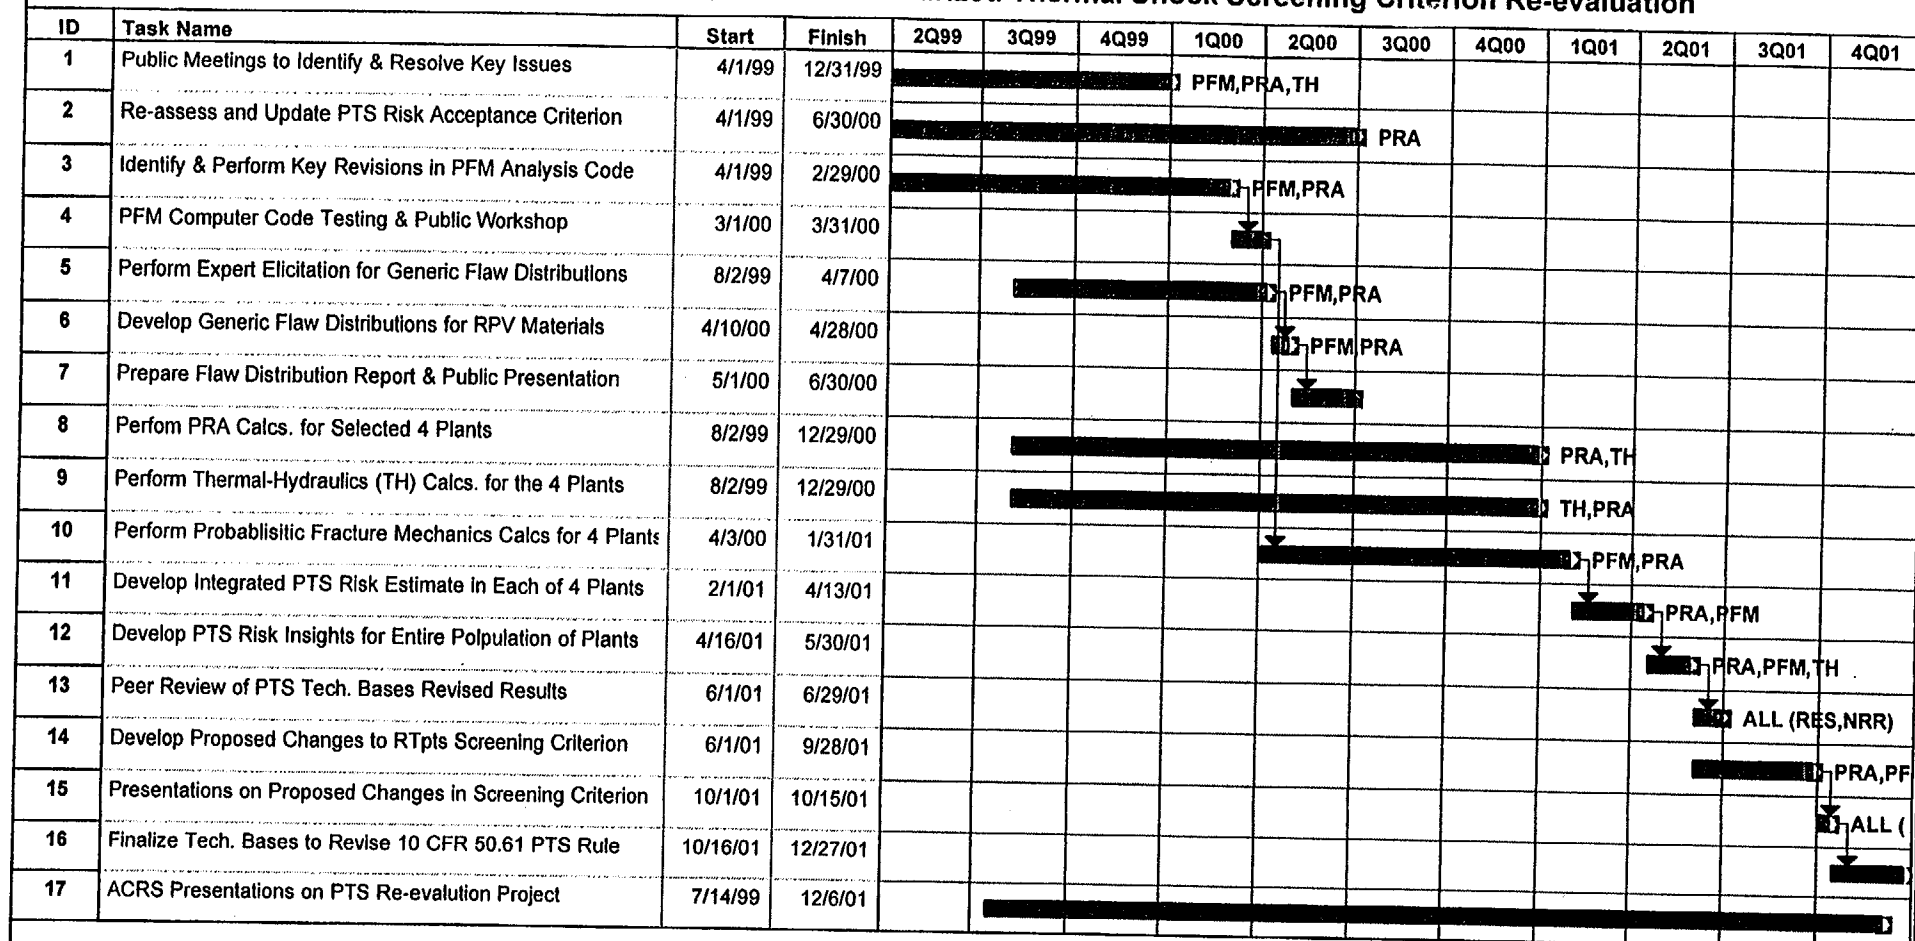 Thermal Shock Screening Criterion Re-evaluation
ID Task Name Start Finish 2Q99 3Q99 4Q99 1Q00 2Q00 3Q00 4Q00 1Q01 2Q01 3Q01 4Q01
1 Public Meetings to Identify & Resolve Key Issues 4/1/99 12/31/99 PFM,PRA,TH
2 Re-assess and Update PTS Risk Acceptance Criterion 4/1/99 6/30/00 PRA
3 Identify & Perform Key Revisions in PFM Analysis Code 4/1/99 2/29/00 PFM,PRA
4 PFM Computer Code Testing & Public Workshop 3/1/00 3/31/00
5 Perform Expert Elicitation for Generic Flaw Distributions 8/2/99 4/7/00 PFM,PRA
6 Develop Generic Flaw Distributions for RPV Materials 4/10/00 4/28/00 PFM,PRA
7 Prepare Flaw Distribution Report & Public Presentation 5/1/00 6/30/00
8 Perfom PRA Calcs. for Selected 4 Plants 8/2/99 12/29/00 PRA,TH
9 Perform Thermal-Hydraulics (TH) Calcs. for the 4 Plants 8/2/99 12/29/00 TH,PRA
10 Perform Probablisitic Fracture Mechanics Calcs for 4 Plants 4/3/00 1/31/01 PFM,PRA
11 Develop Integrated PTS Risk Estimate in Each of 4 Plants 2/1/01 4/13/01 PRA,PFM
12 Develop PTS Risk Insights for Entire Polpulation of Plants 4/16/01 5/30/01 PRA,PFM,TH
13 Peer Review of PTS Tech. Bases Revised Results 6/1/01 6/29/01 ALL (RES,NRR)
14 Develop Proposed Changes to RTpts Screening Criterion 6/1/01 9/28/01 PRA,PF
15 Presentations on Proposed Changes in Screening Criterion 10/1/01 10/15/01 ALL (
16 Finalize Tech. Bases to Revise 10 CFR 50.61 PTS Rule 10/16/01 12/27/01
17 ACRS Presentations on PTS Re-evalution Project 7/14/99 12/6/01